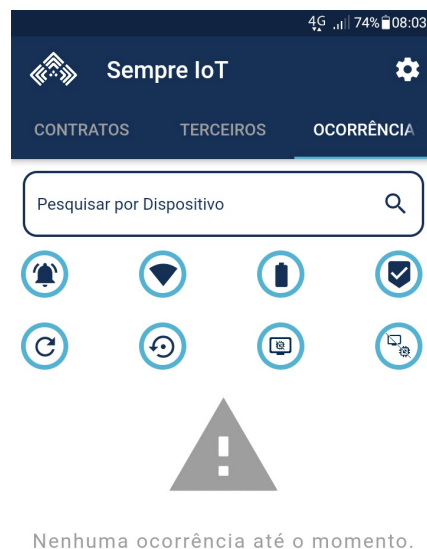 4G 74% 08:03
Sempre IoT
CONTRATOS TERCEIROS OCORRÊNCIA
Pesquisar por Dispositivo
Nenhuma ocorrência até o momento.